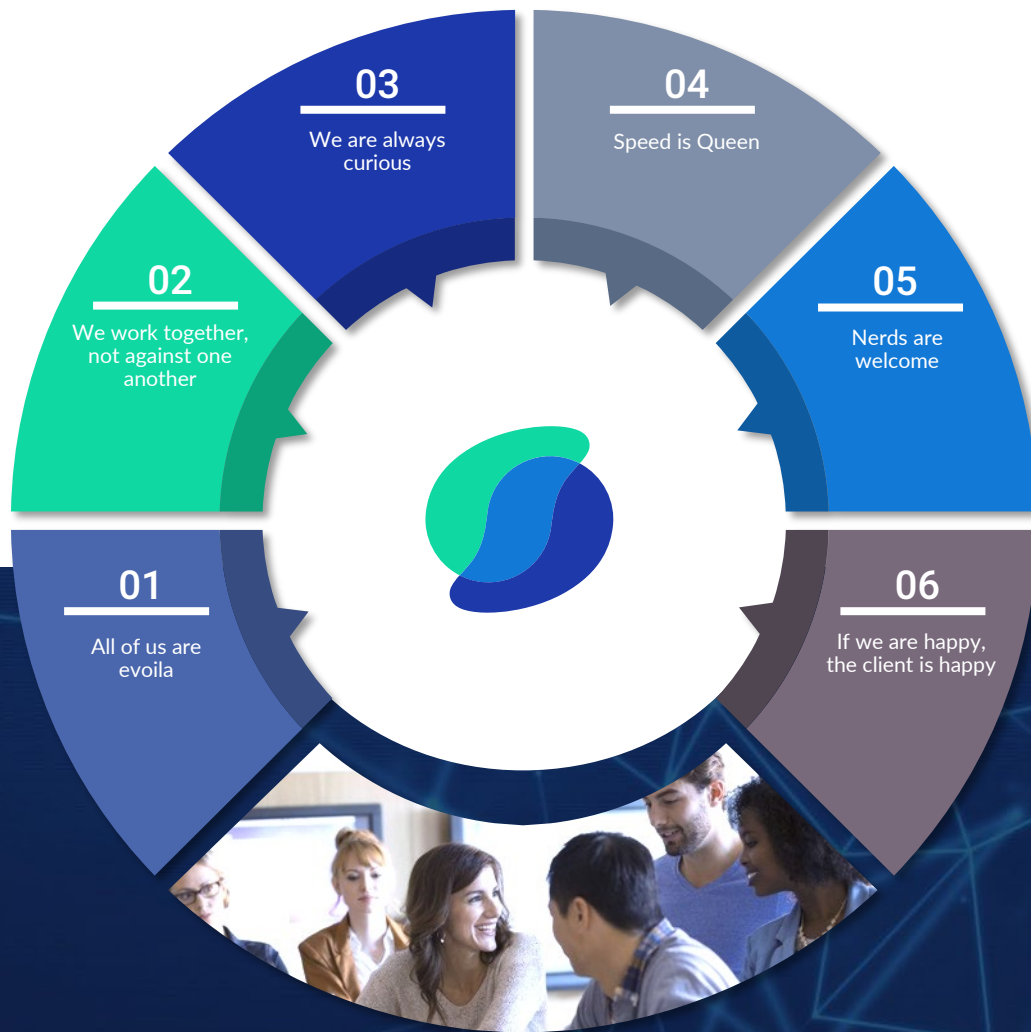 01
All of us are
evoila
02
We work together,
not against one
another
03
We are always
curious
04
Speed is Queen
05
Nerds are
welcome
06
If we are happy,
the client is happy